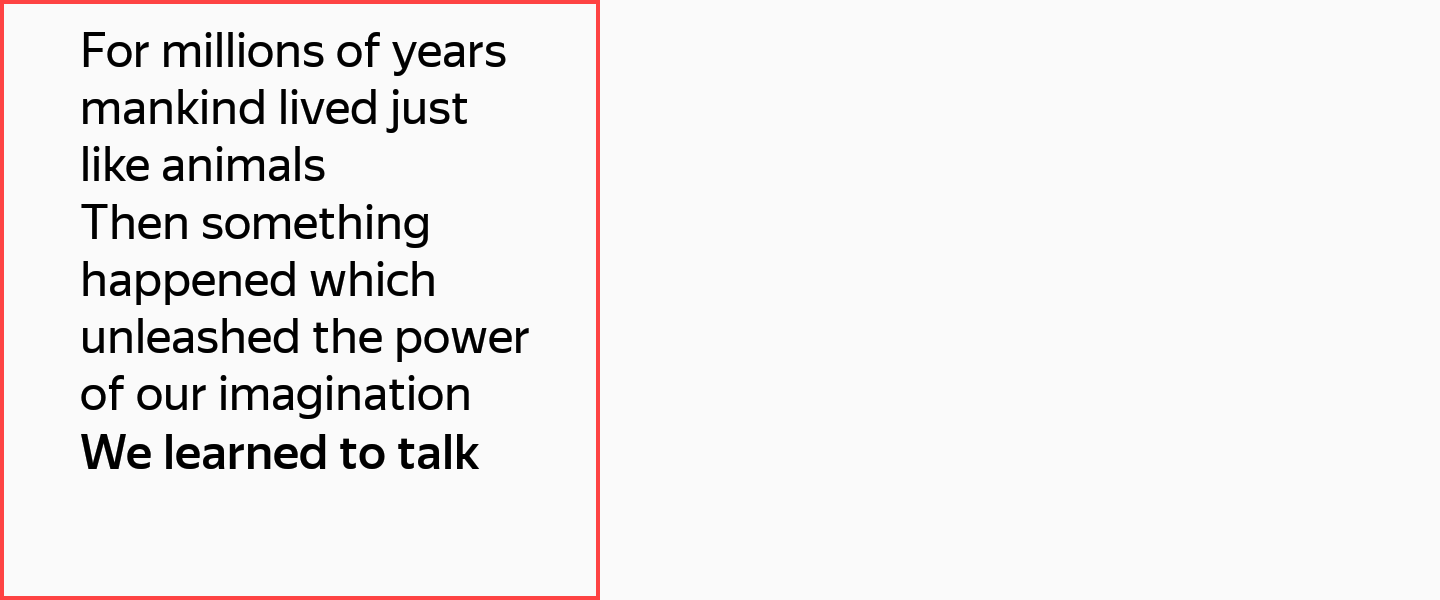 For millions of years
mankind lived just
like animals
Then something
happened which
unleashed the power
of our imagination
We learned to talk